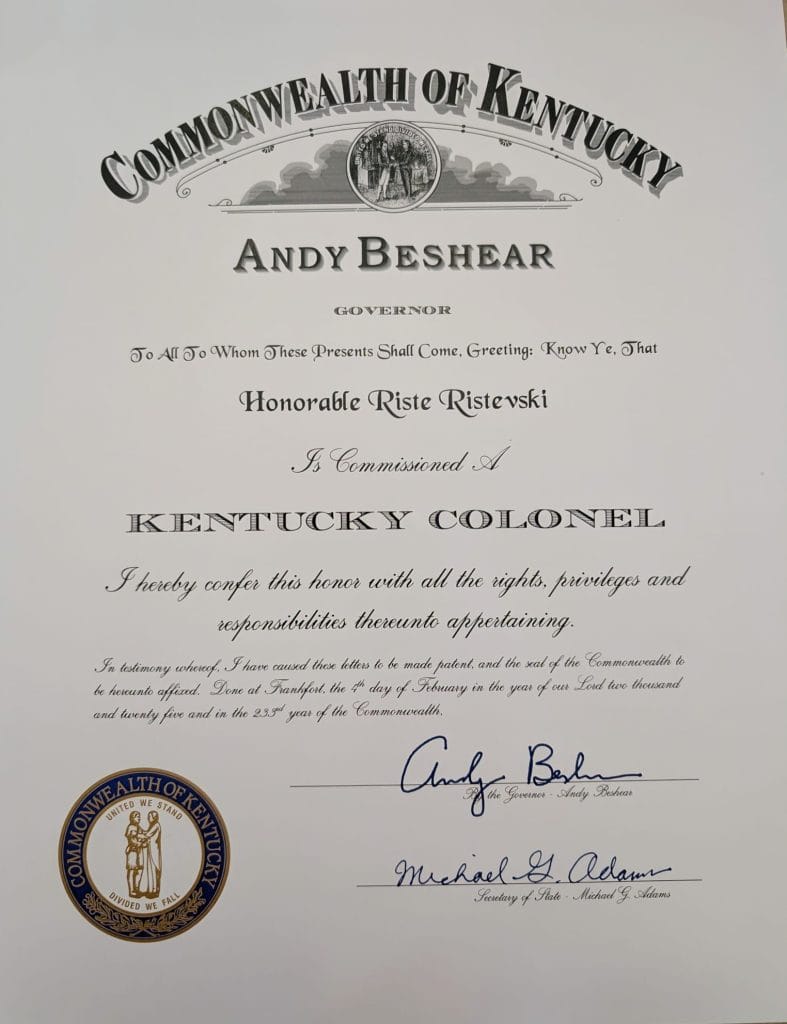 COMMONWEALTH OF KENTUCKY
ANDY BESHEAR
GOVERNOR
To All To Whom These Presents Shall Come, Greeting: Know Ye, That
Honorable Riste Ristevski
Is Commissioned A
KENTUCKY COLONEL
I hereby confer this honor with all the rights, privileges and
responsibilities thereunto appertaining.
In testimony whereof, I have caused these letters to be made patent, and the seal of the Commonwealth to
be hereunto affixed. Done at Frankfort, the 4th day of February in the year of our Lord two thousand
and twenty five and in the 233rd year of the Commonwealth.
Andy Beshear
By the Governor - Andy Beshear
Michael G. Adams
Secretary of State - Michael G. Adams
COMMONWEALTH OF KENTUCKY
UNITED WE STAND
DIVIDED WE FALL